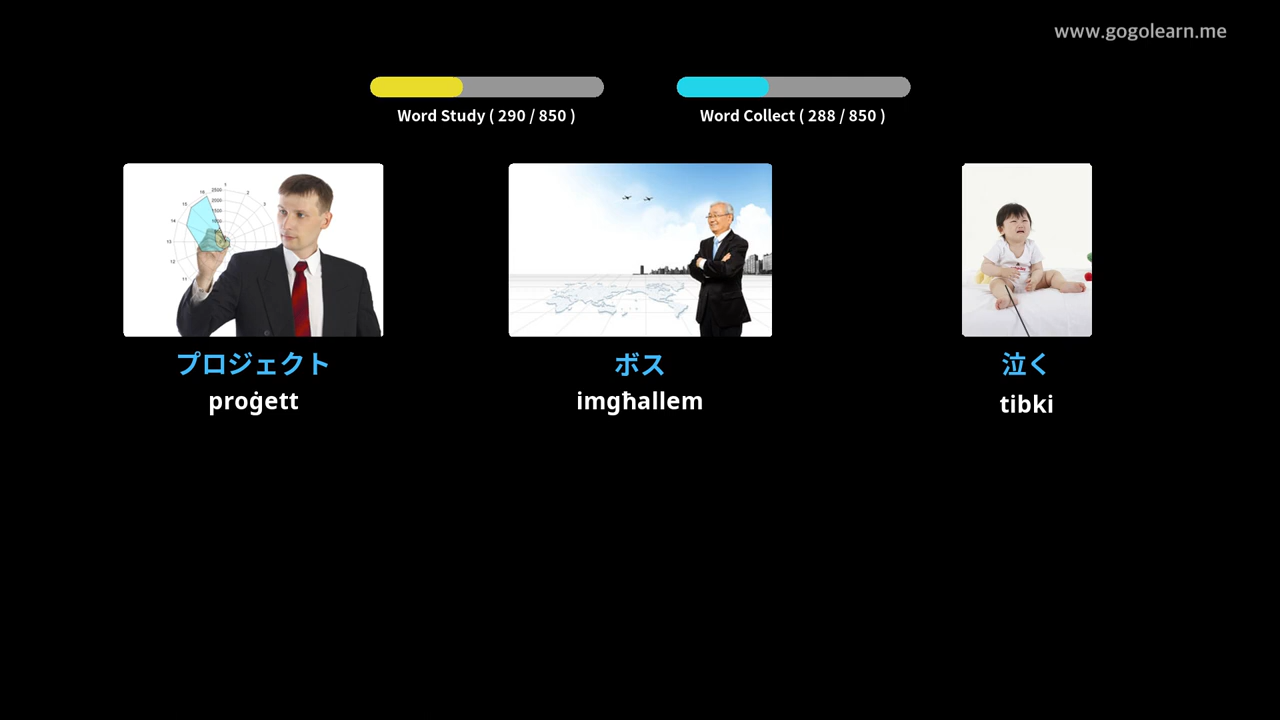 www.gogolearn.me
Word Study ( 290 / 850 )
Word Collect ( 288 / 850 )
プロジェクト
proġett
ボス
imgħallem
泣く
tibki